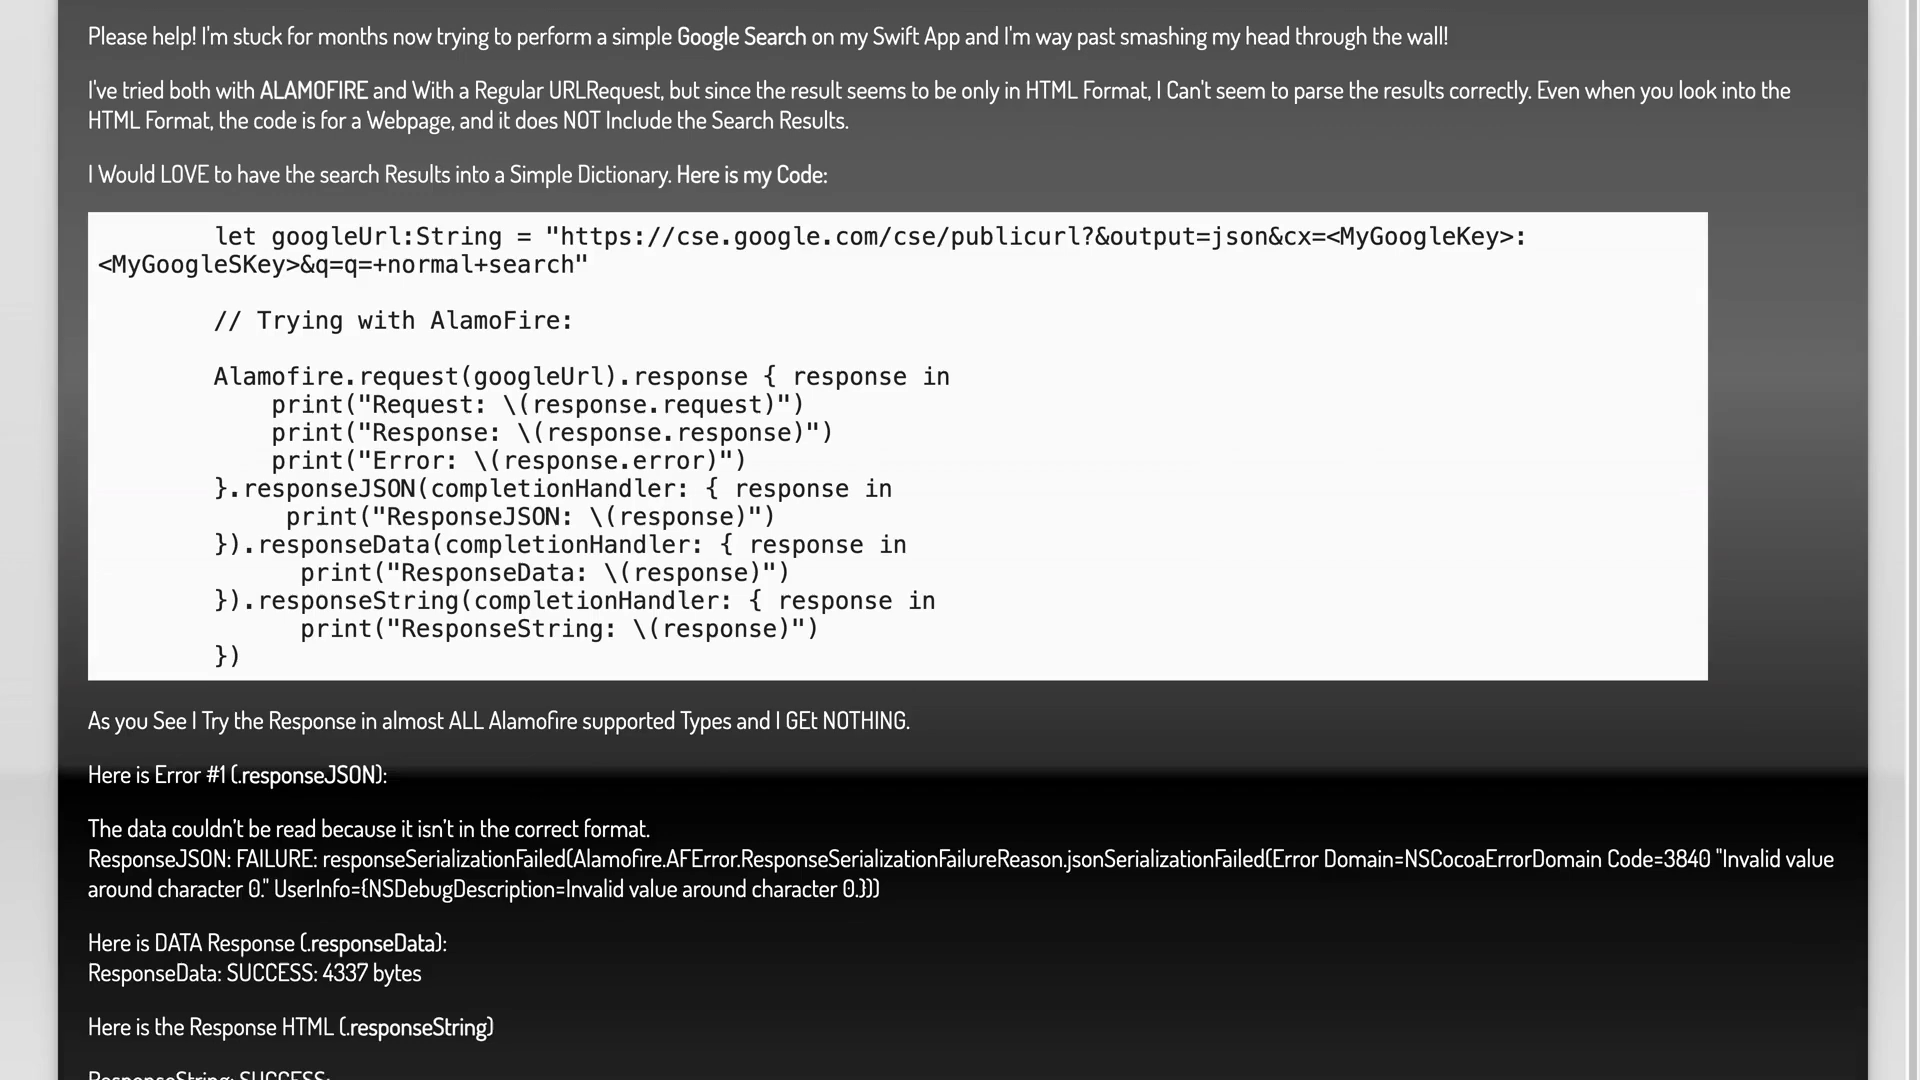 Please help! I'm stuck for months now trying to perform a simple Google Search on my Swift App and I'm way past smashing my head through the wall!
I've tried both with ALAMOFIRE and With a Regular URLRequest, but since the result seems to be only in HTML Format, I Can't seem to parse the results correctly. Even when you look into the
HTML Format, the code is for a Webpage, and it does NOT Include the Search Results.
I Would LOVE to have the search Results into a Simple Dictionary. Here is my Code:
let googleUrl:String = "https://cse.google.com/cse/publicurl?&output=json&cx=<MyGoogleKey>:
<MyGoogleSKey>&q=q=+normal+search"
// Trying with AlamoFire:
Alamofire.request(googleUrl).response { response in
print("Request: \(response.request)")
print("Response: \(response.response)")
print("Error: \(response.error)")
}.responseJSON(completionHandler: { response in
print("ResponseJSON: \(response)")
}).responseData(completionHandler: { response in
print("ResponseData: \(response)")
}).responseString(completionHandler: { response in
print("ResponseString: \(response)")
})
As you See I Try the Response in almost ALL Alamofire supported Types and I GEt NOTHING.
Here is Error #1 (.responseJSON):
The data couldn’t be read because it isn’t in the correct format.
ResponseJSON: FAILURE: responseSerializationFailed(Alamofire.AFError.ResponseSerializationFailureReason.jsonSerializationFailed(Error Domain=NSCocoaErrorDomain Code=3840 "Invalid value
around character 0." UserInfo={NSDebugDescription=Invalid value around character 0.}))
Here is DATA Response (.responseData):
ResponseData: SUCCESS: 4337 bytes
Here is the Response HTML (.responseString)
ResponseString: SUCCESS: